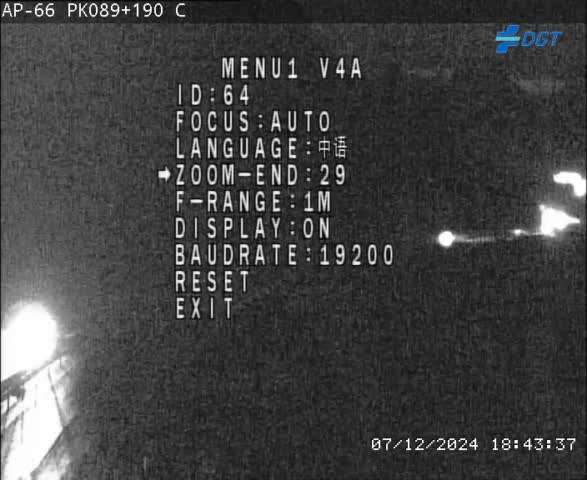 AP-66 PK089+190 C
DGT
MENU1 V4A
ID:64
FOCUS:AUTO
LANGUAGE:中语
ZOOM-END:29
F-RANGE:1M
DISPLAY:ON
BAUDRATE:19200
RESET
EXIT
07/12/2024 18:43:37